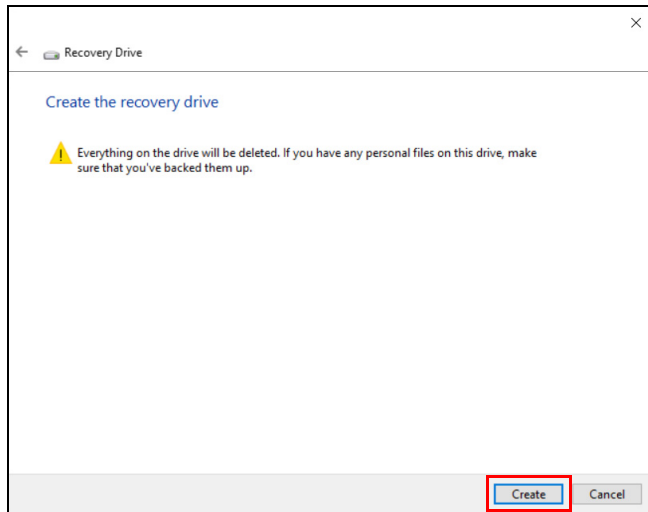 Recovery Drive
Create the recovery drive
Everything on the drive will be deleted. If you have any personal files on this drive, make
sure that you've backed them up.
Create Cancel